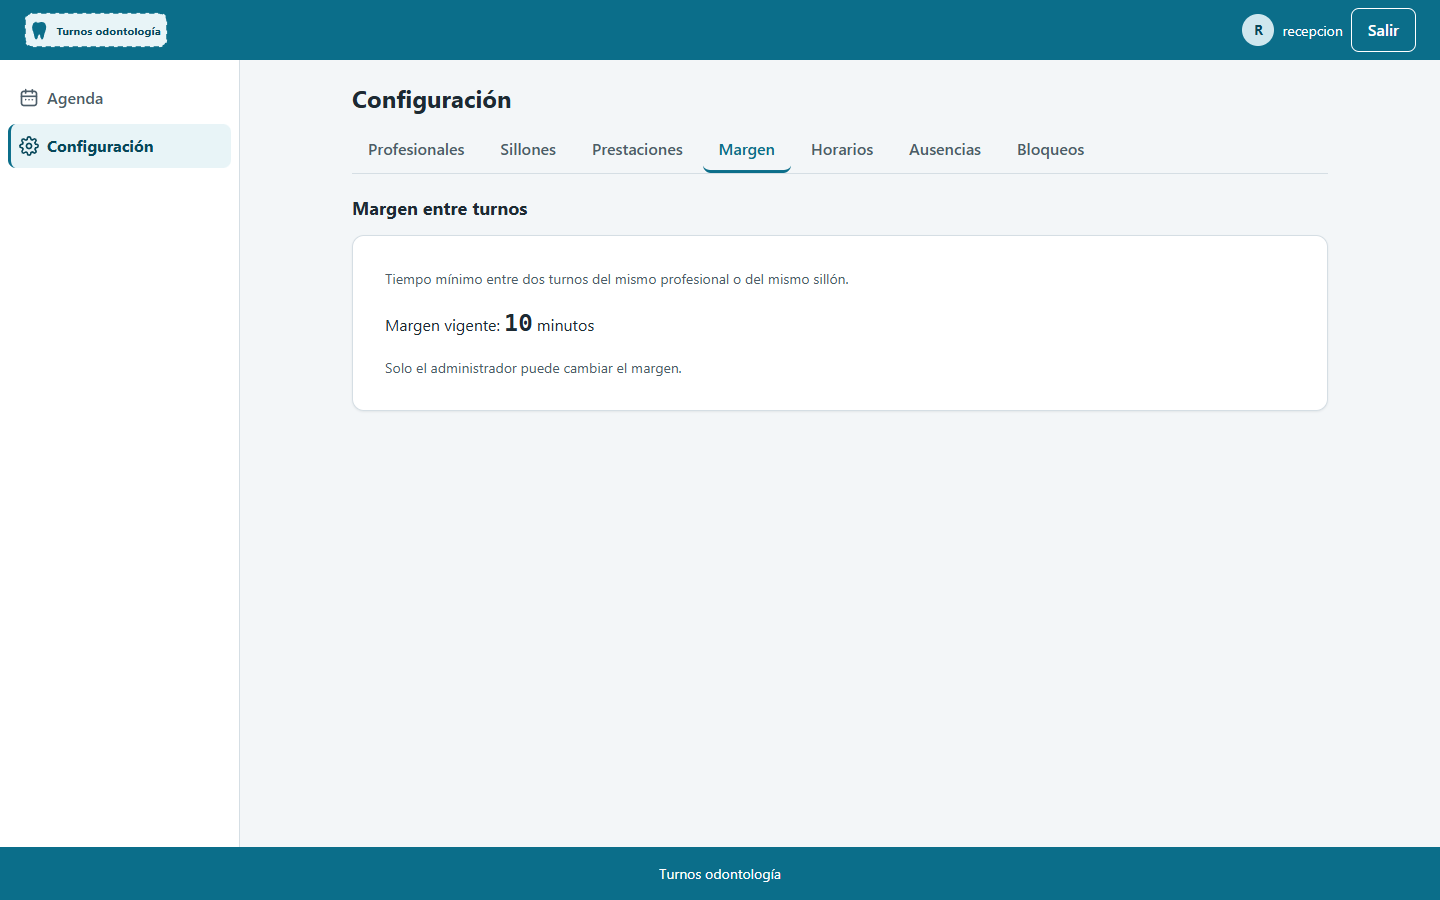 Turnos odontología
R recepcion Salir
Agenda
Configuración
Configuración
Profesionales Sillones Prestaciones Margen Horarios Ausencias Bloqueos
Margen entre turnos
Tiempo mínimo entre dos turnos del mismo profesional o del mismo sillón.
Margen vigente: 10 minutos
Solo el administrador puede cambiar el margen.
Turnos odontología